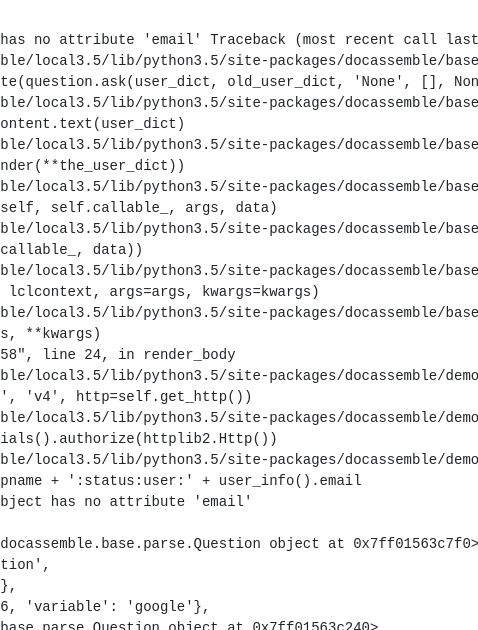 has no attribute 'email' Traceback (most recent call last
ble/local3.5/lib/python3.5/site-packages/docassemble/base
te(question.ask(user_dict, old_user_dict, 'None', [], Non
ble/local3.5/lib/python3.5/site-packages/docassemble/base
ontent.text(user_dict)
ble/local3.5/lib/python3.5/site-packages/docassemble/base
nder(**the_user_dict))
ble/local3.5/lib/python3.5/site-packages/docassemble/base
self, self.callable_, args, data)
ble/local3.5/lib/python3.5/site-packages/docassemble/base
callable_, data))
ble/local3.5/lib/python3.5/site-packages/docassemble/base
 lclcontext, args=args, kwargs=kwargs)
ble/local3.5/lib/python3.5/site-packages/docassemble/base
s, **kwargs)
58", line 24, in render_body
ble/local3.5/lib/python3.5/site-packages/docassemble/demo
', 'v4', http=self.get_http())
ble/local3.5/lib/python3.5/site-packages/docassemble/demo
ials().authorize(httplib2.Http())
ble/local3.5/lib/python3.5/site-packages/docassemble/demo
pname + ':status:user:' + user_info().email
bject has no attribute 'email'

docassemble.base.parse.Question object at 0x7ff01563c7f0>
tion',
},
6, 'variable': 'google'},
base.parse.Question object at 0x7ff01563c240>